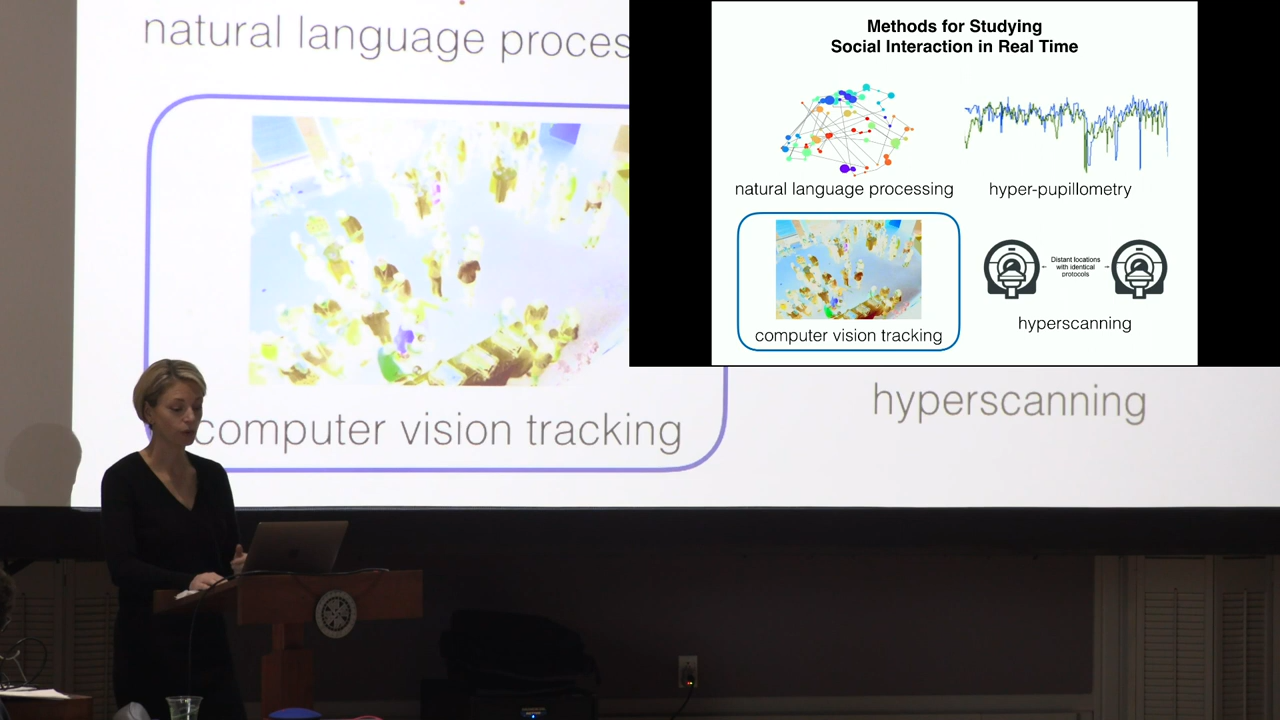 natural language proces
computer vision tracking
hyperscanning
Methods for Studying
Social Interaction in Real Time
natural language processing
hyper-pupillometry
computer vision tracking
Distant locations
with identical
protocols
hyperscanning